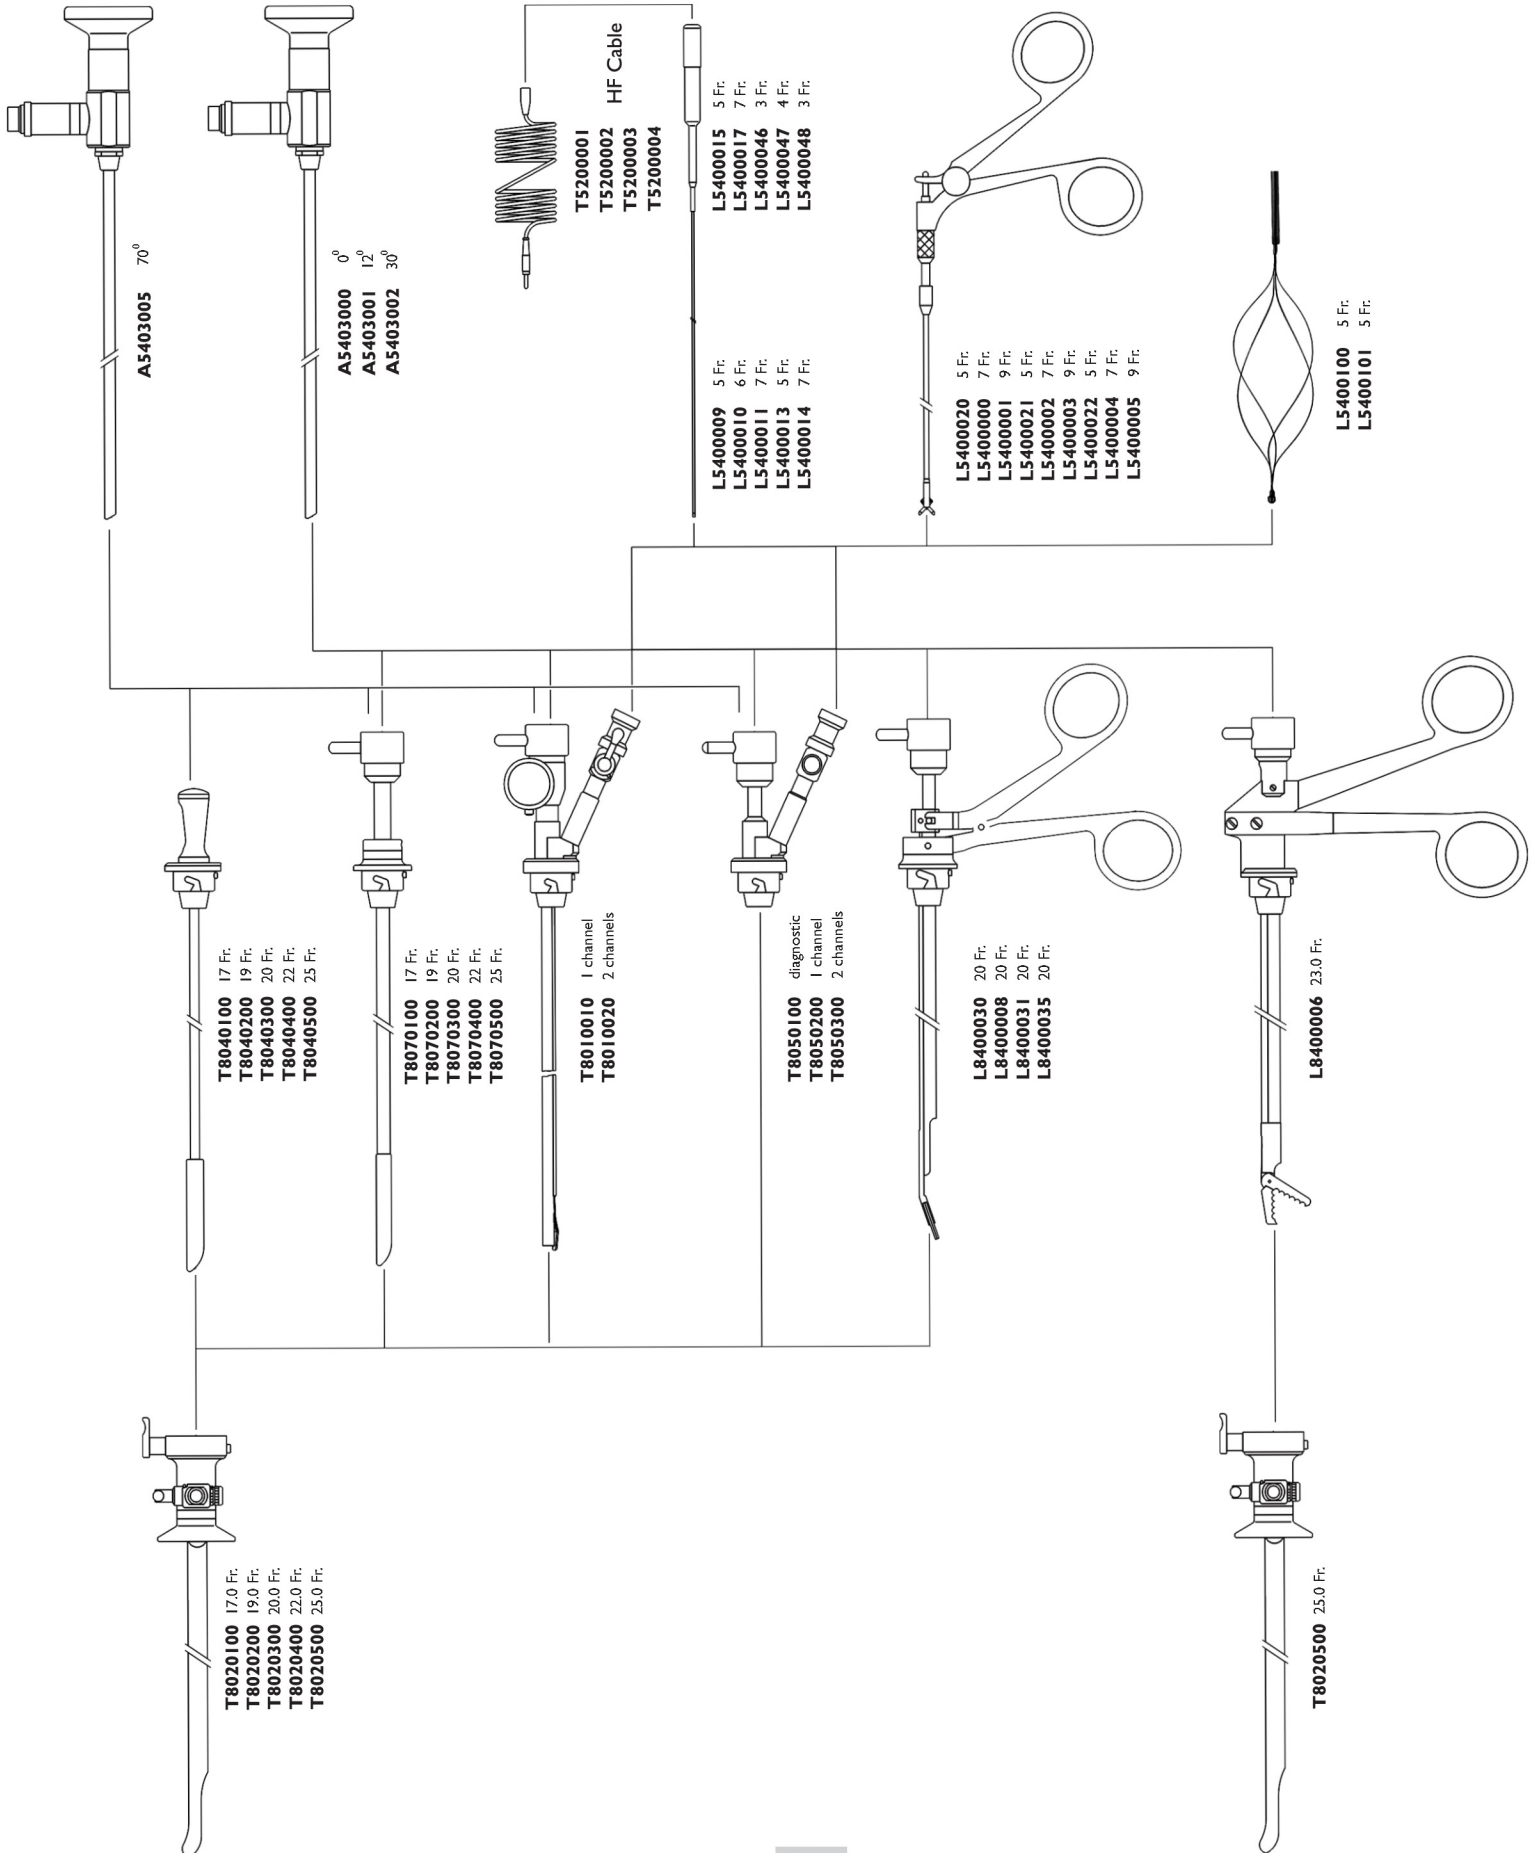 A5403005 70⁰
A5403000 0⁰
A5403001 12⁰
A5403002 30⁰
HF Cable
T5200001
T5200002
T5200003
T5200004
L5400015 5 Fr.
L5400017 7 Fr.
L5400046 3 Fr.
L5400047 4 Fr.
L5400048 3 Fr.
L5400009 5 Fr.
L5400010 6 Fr.
L5400011 7 Fr.
L5400013 5 Fr.
L5400014 7 Fr.
L5400020 5 Fr.
L5400000 7 Fr.
L5400001 9 Fr.
L5400021 5 Fr.
L5400002 7 Fr.
L5400003 9 Fr.
L5400022 5 Fr.
L5400004 7 Fr.
L5400005 9 Fr.
L5400100 5 Fr.
L5400101 5 Fr.
T8040100 17 Fr.
T8040200 19 Fr.
T8040300 20 Fr.
T8040400 22 Fr.
T8040500 25 Fr.
T8070100 17 Fr.
T8070200 19 Fr.
T8070300 20 Fr.
T8070400 22 Fr.
T8070500 25 Fr.
T8010010 1 channel
T8010020 2 channels
T8050100 diagnostic
T8050200 1 channel
T8050300 2 channels
L8400030 20 Fr.
L8400008 20 Fr.
L8400031 20 Fr.
L8400035 20 Fr.
L8400006 23.0 Fr.
T8020100 17.0 Fr.
T8020200 19.0 Fr.
T8020300 20.0 Fr.
T8020400 22.0 Fr.
T8020500 25.0 Fr.
T8020500 25.0 Fr.